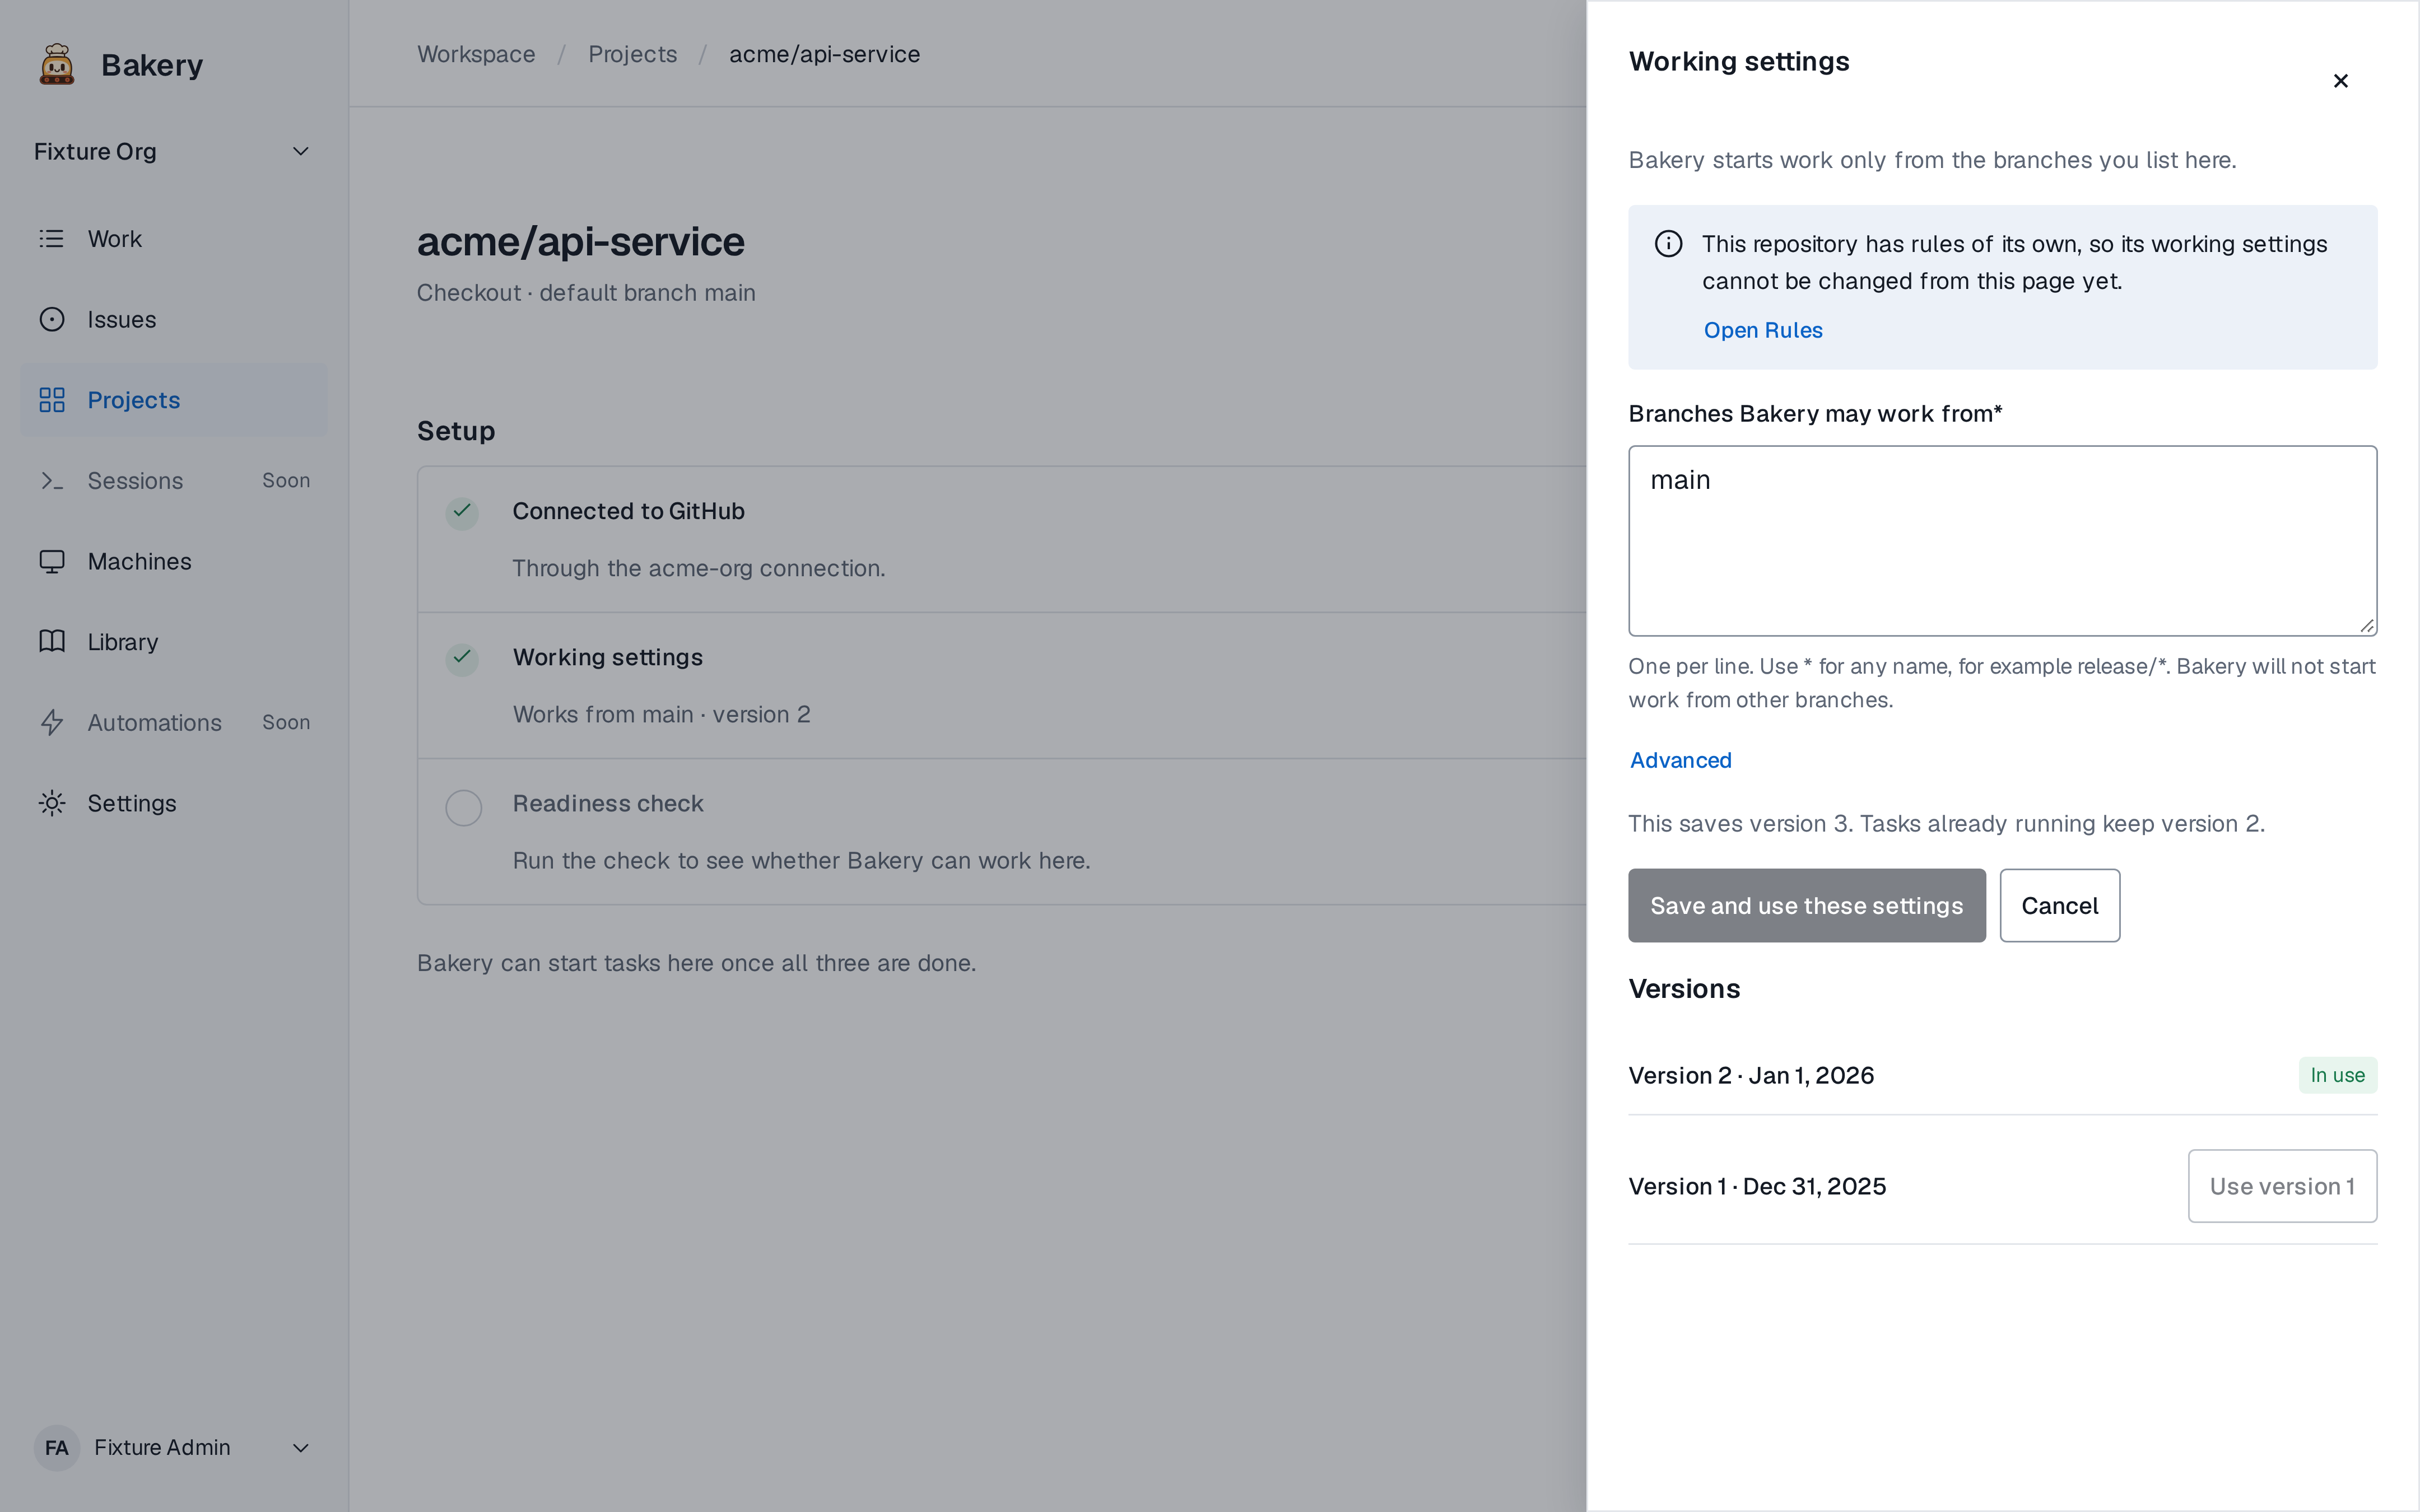 Bakery
Fixture Org
Work
Issues
Projects
Sessions Soon
Machines
Library
Automations Soon
Settings
FA Fixture Admin
Workspace / Projects / acme/api-service
acme/api-service
Checkout · default branch main
Setup
Connected to GitHub
Through the acme-org connection.
Working settings
Works from main · version 2
Readiness check
Run the check to see whether Bakery can work here.
Bakery can start tasks here once all three are done.
Working settings
Bakery starts work only from the branches you list here.
This repository has rules of its own, so its working settings
cannot be changed from this page yet.
Open Rules
Branches Bakery may work from*
main
One per line. Use * for any name, for example release/*. Bakery will not start
work from other branches.
Advanced
This saves version 3. Tasks already running keep version 2.
Save and use these settings Cancel
Versions
Version 2 · Jan 1, 2026 In use
Version 1 · Dec 31, 2025 Use version 1